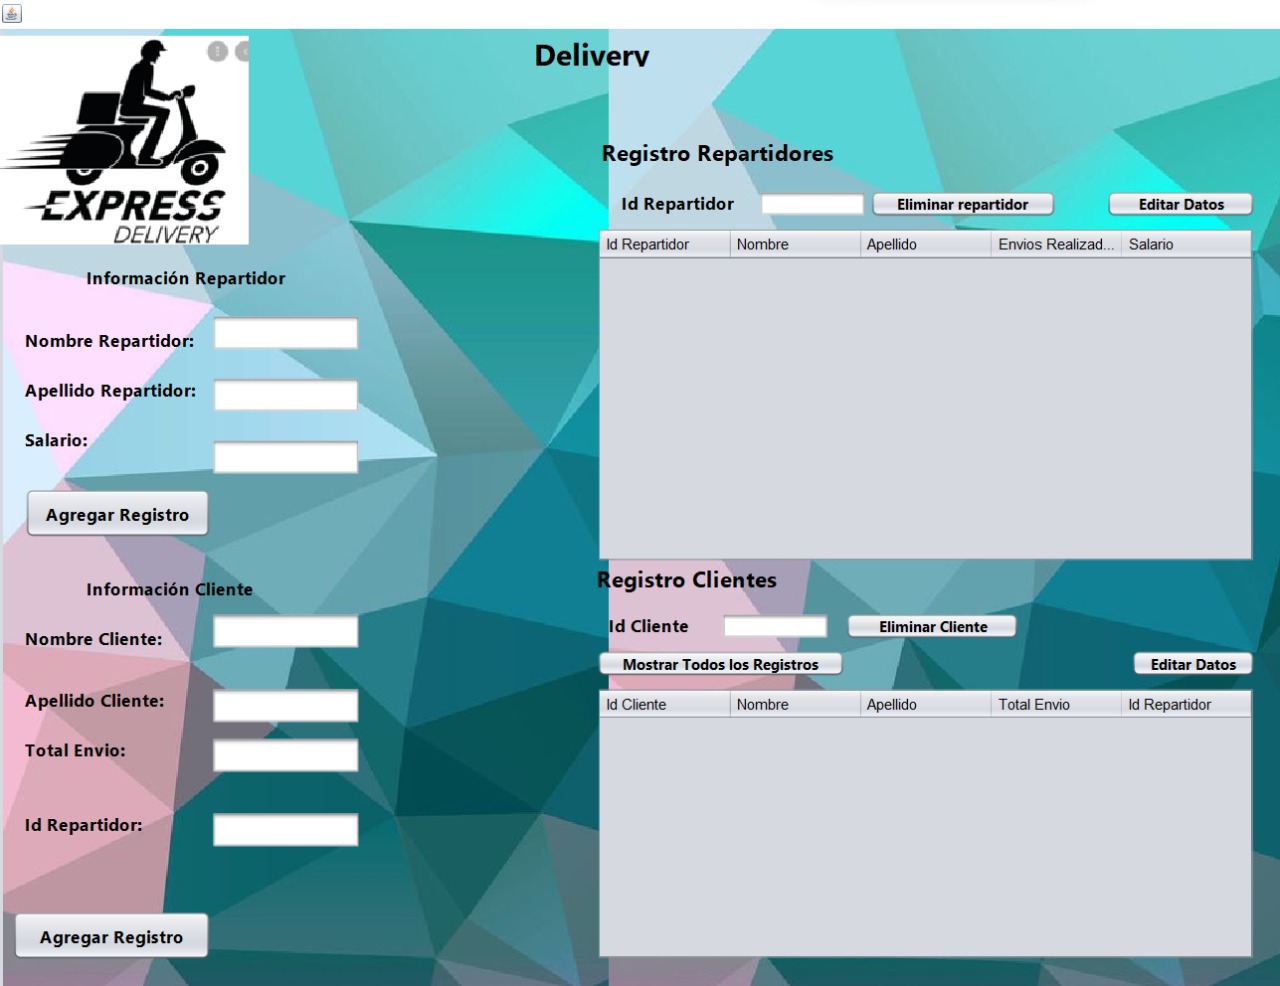 Delivery
EXPRESS
DELIVERY
Información Repartidor
Nombre Repartidor:
Apellido Repartidor:
Salario:
Agregar Registro
Información Cliente
Nombre Cliente:
Apellido Cliente:
Total Envio:
Id Repartidor:
Agregar Registro
Registro Repartidores
Id Repartidor Eliminar repartidor Editar Datos
Id Repartidor Nombre Apellido Envios Realizad... Salario
Registro Clientes
Id Cliente Eliminar Cliente
Mostrar Todos los Registros Editar Datos
Id Cliente Nombre Apellido Total Envio Id Repartidor